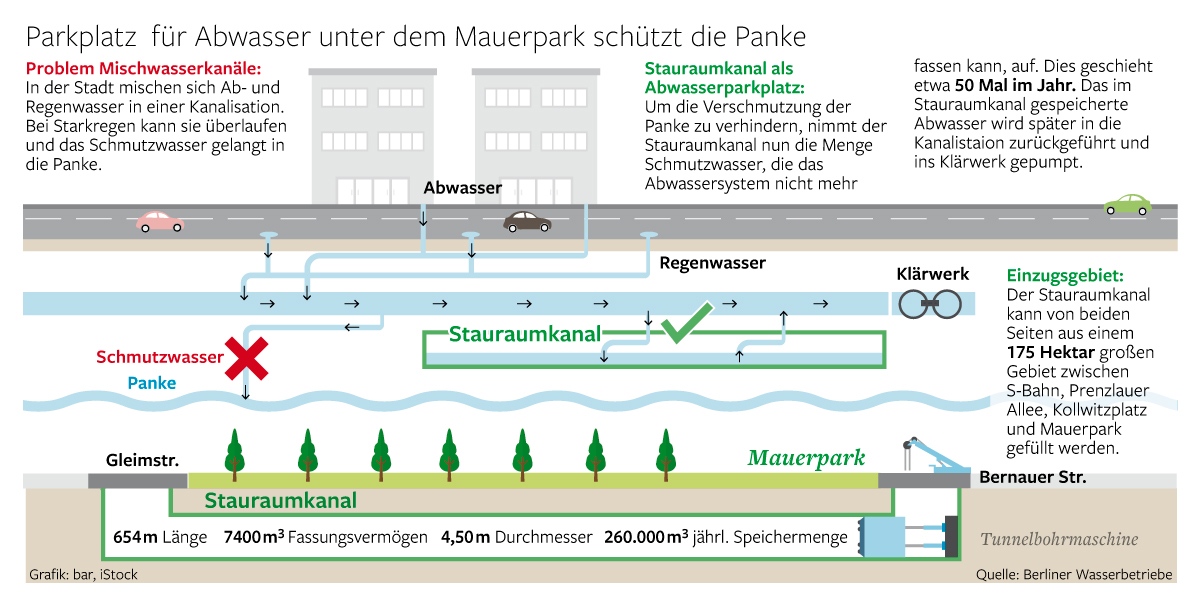 Parkplatz für Abwasser unter dem Mauerpark schützt die Panke
Problem Mischwasserkanäle:
In der Stadt mischen sich Ab- und
Regenwasser in einer Kanalisation.
Bei Starkregen kann sie überlaufen
und das Schmutzwasser gelangt in
die Panke.
Stauraumkanal als
Abwasserparkplatz:
Um die Verschmutzung der
Panke zu verhindern, nimmt der
Stauraumkanal nun die Menge
Schmutzwasser, die das
Abwassersystem nicht mehr
fassen kann, auf. Dies geschieht
etwa 50 Mal im Jahr. Das im
Stauraumkanal gespeicherte
Abwasser wird später in die
Kanalistaion zurückgeführt und
ins Klärwerk gepumpt.
Abwasser
Regenwasser
Klärwerk
Stauraumkanal
Schmutzwasser
Panke
Einzugsgebiet:
Der Stauraumkanal
kann von beiden
Seiten aus einem
175 Hektar großen
Gebiet zwischen
S-Bahn, Prenzlauer
Allee, Kollwitzplatz
und Mauerpark
gefüllt werden.
Gleimstr.
Mauerpark
Bernauer Str.
Stauraumkanal
654 m Länge 7400 m³ Fassungsvermögen 4,50 m Durchmesser 260.000 m³ jährl. Speichermenge
Tunnelbohrmaschine
Grafik: bar, iStock
Quelle: Berliner Wasserbetriebe